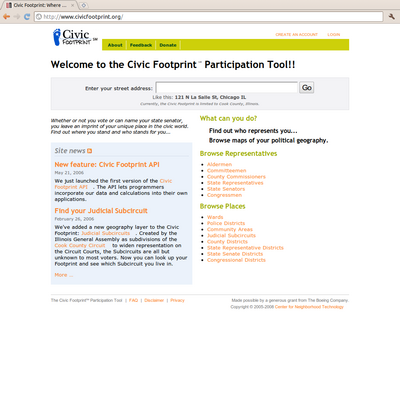 Civic Footprint: Where ...
http://www.civicfootprint.org/
Civic
FOOTPRINT SM
CREATE AN ACCOUNT LOGIN
About Feedback Donate
Welcome to the Civic Footprint™ Participation Tool!!
Enter your street address: Go
Like this: 121 N La Salle St, Chicago IL
Currently, the Civic Footprint is limited to Cook County, Illinois.
Whether or not you vote or can name your state senator,
you leave an imprint of your unique place in the civic world.
Find out where you stand and who stands for you...
Site news
New feature: Civic Footprint API
May 21, 2006
We just launched the first version of the Civic
Footprint API . The API lets programmers
incorporate our data and calculations into their own
applications.
Find your Judicial Subcircuit
February 26, 2006
We've added a new geography layer to the Civic
Footprint: Judicial Subcircuits . Created by the
Illinois General Assembly as subdivisions of the
Cook County Circuit to widen representation on
the Circuit Courts, the Subcircuits are all but
unknown to most voters. Now you can look up your
Footprint and see which Subcircuit you live in.
More ...
What can you do?
Find out who represents you...
Browse maps of your political geography.
Browse Representatives
Alderman
Committeemen
County Commissioners
State Representatives
State Senators
Congressmen
Browse Places
Wards
Police Districts
Community Areas
Judicial Subcircuits
County Districts
State Representative Districts
State Senate Districts
Congressional Districts
The Civic Footprint℠ Participation Tool | FAQ | Disclaimer | Privacy
Made possible by a generous grant from The Boeing Company.
Copyright © 2005-2008 Center for Neighborhood Technology